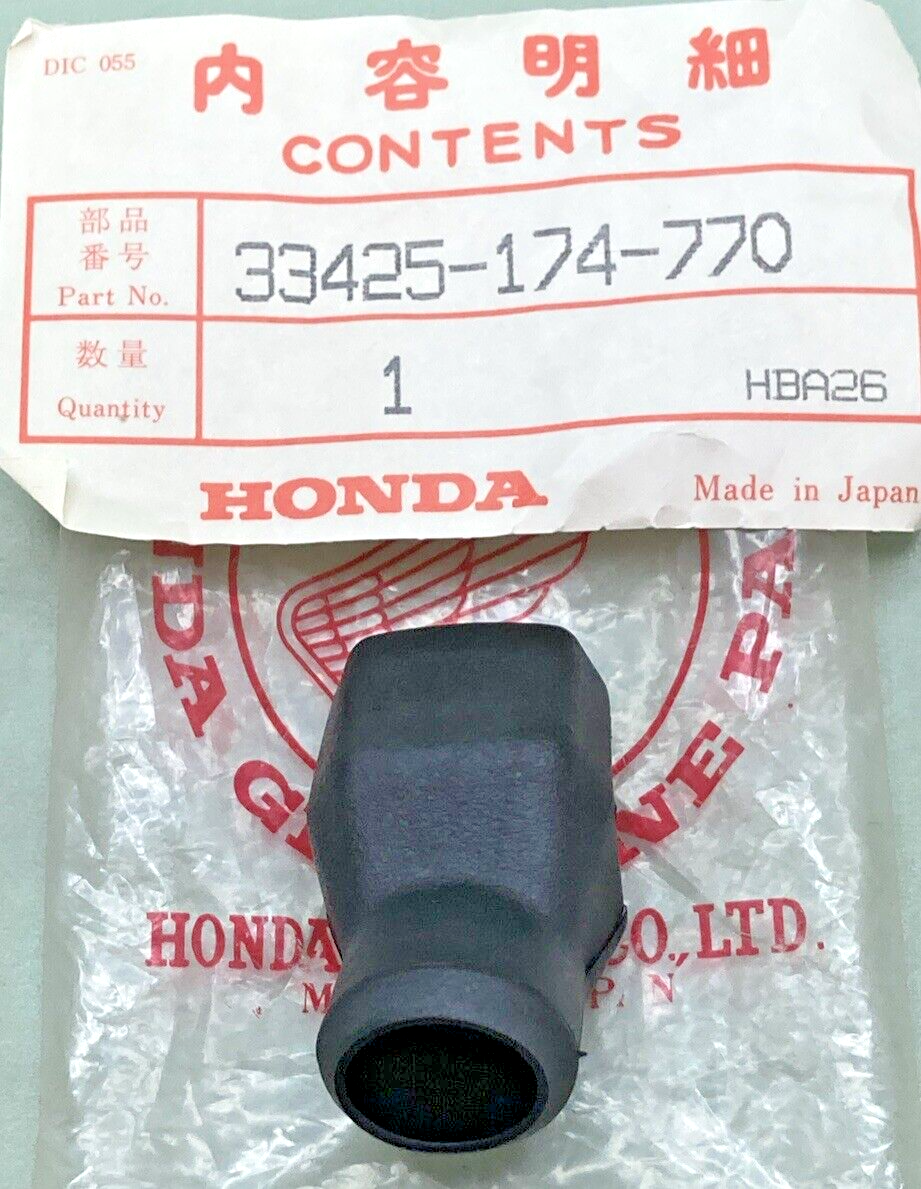 DIC 055
内容明細
CONTENTS
部品
番号
Part No.
33425-174-770
数量
Quantity
1
HBA26
HONDA
Made in Japan
HONDA
CO.,LTD.